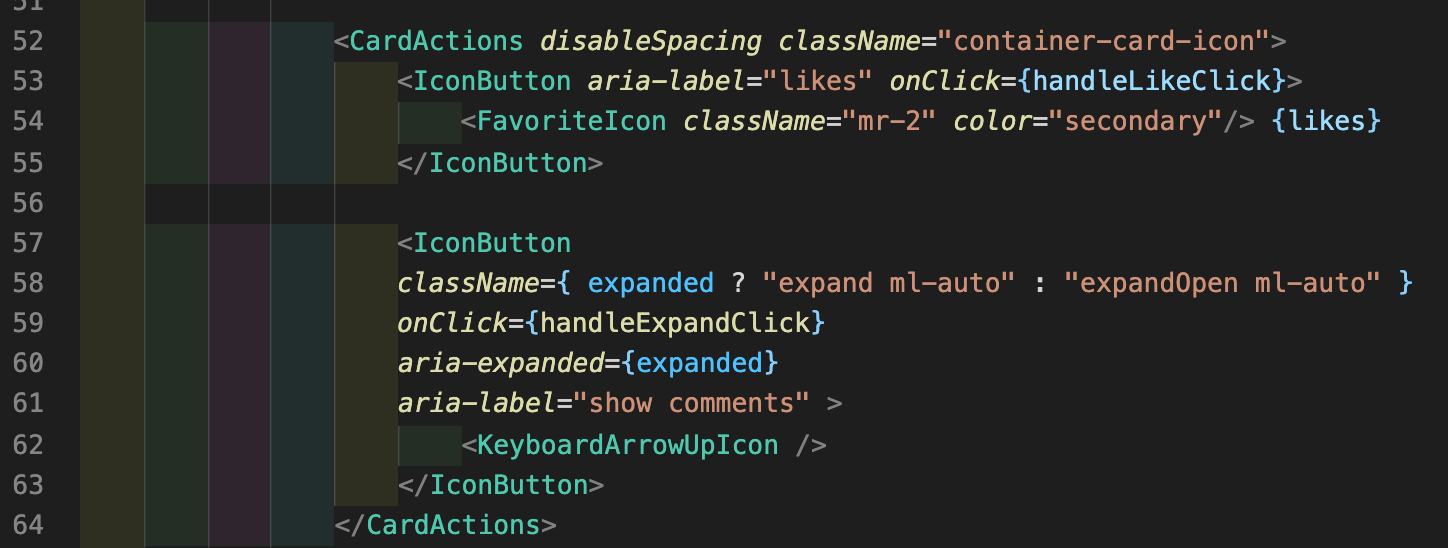 51
52 <CardActions disableSpacing className="container-card-icon">
53 <IconButton aria-label="likes" onClick={handleLikeClick}>
54 <FavoriteIcon className="mr-2" color="secondary"/> {likes}
55 </IconButton>
56
57 <IconButton
58 className={ expanded ? "expand ml-auto" : "expandOpen ml-auto" }
59 onClick={handleExpandClick}
60 aria-expanded={expanded}
61 aria-label="show comments" >
62 <KeyboardArrowUpIcon />
63 </IconButton>
64 </CardActions>